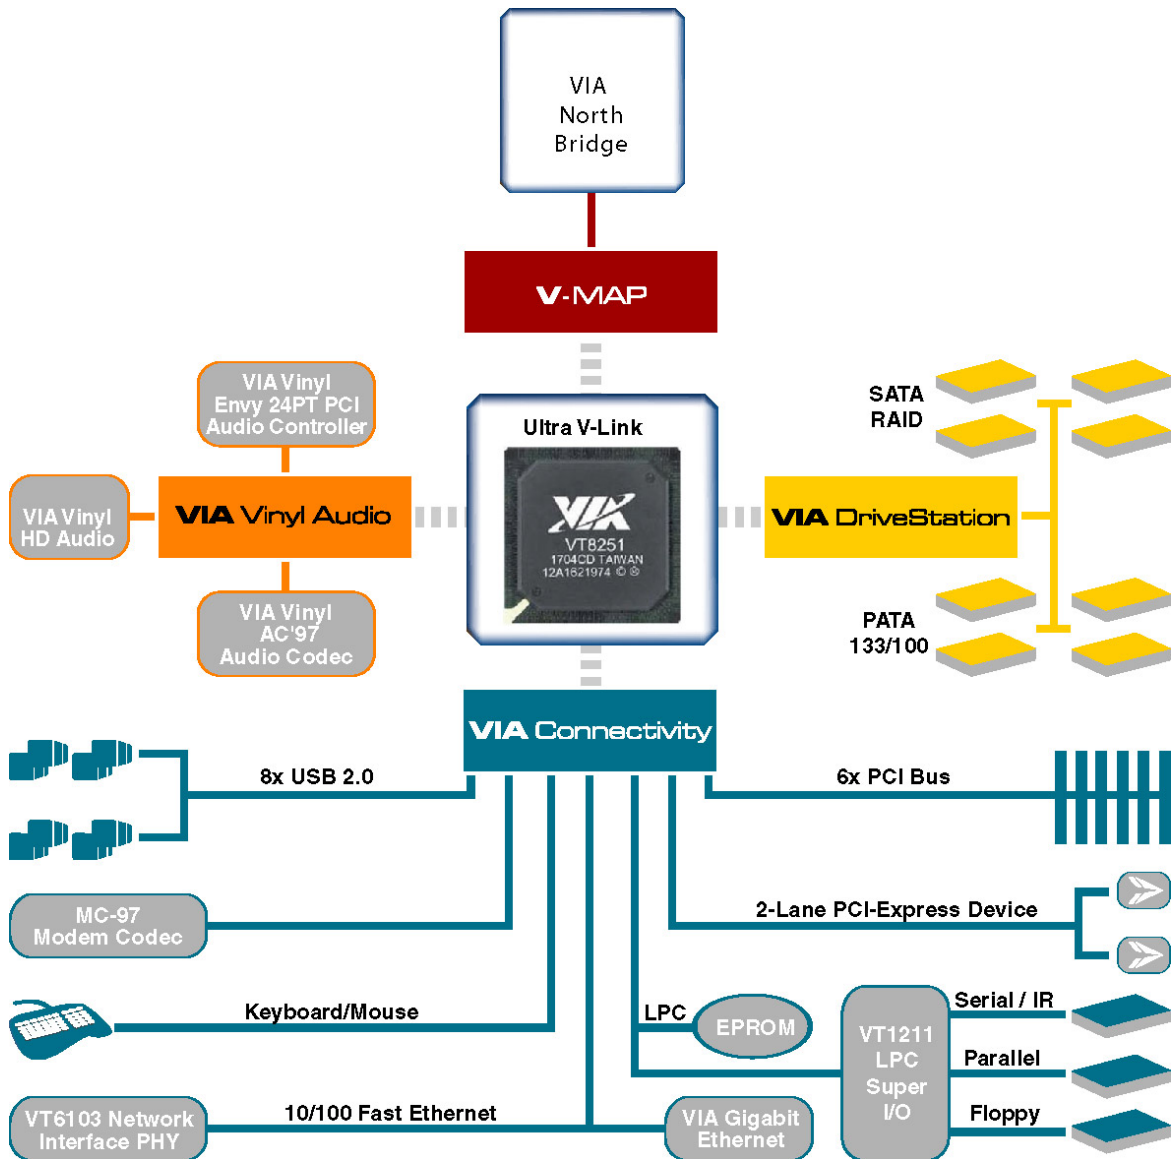 VIA
North
Bridge
V-MAP
VIA Vinyl
Envy 24PT PCI
Audio Controller
VIA Vinyl
HD Audio
VIA Vinyl Audio
VIA Vinyl
AC'97
Audio Codec
Ultra V-Link
VIA
VT8251
1704CD TAIWAN
12A1621974 © ®
SATA
RAID
VIA DriveStation
PATA
133/100
VIA Connectivity
8x USB 2.0
6x PCI Bus
MC-97
Modem Codec
2-Lane PCI-Express Device
Keyboard/Mouse
LPC
EPROM
VT1211
LPC
Super
I/O
Serial / IR
Parallel
Floppy
VT6103 Network
Interface PHY
10/100 Fast Ethernet
VIA Gigabit
Ethernet